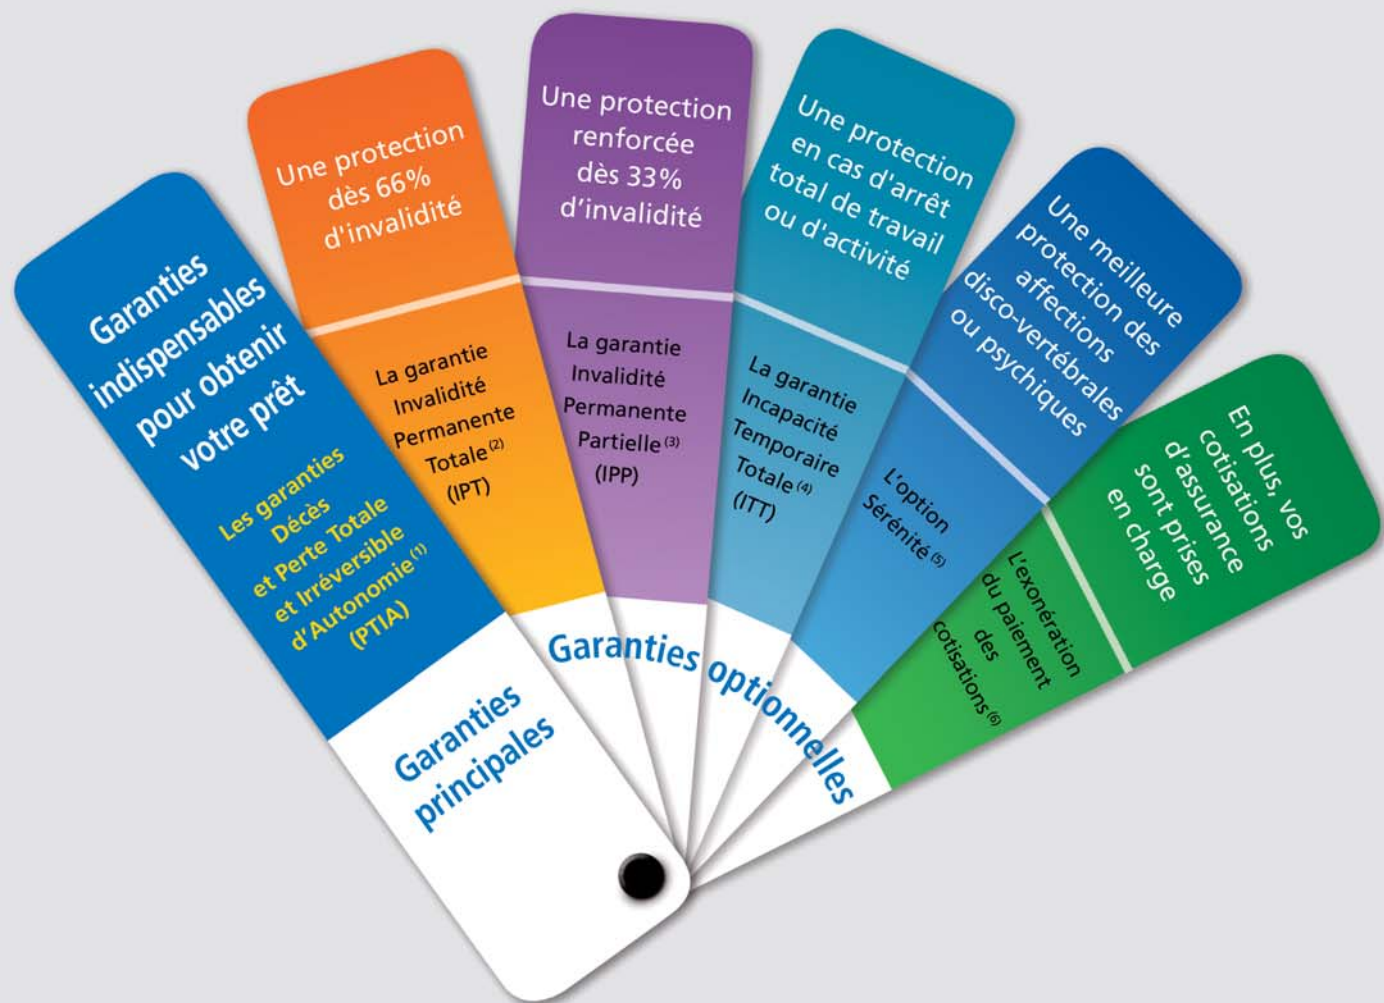 Garanties
indispensables
pour obtenir
votre prêt
Les garanties
Décès
et Perte Totale
et Irréversible
d'Autonomie(1)
(PTIA)
Garanties
principales
Une protection
dès 66%
d'invalidité
La garantie
Invalidité
Permanente
Totale(2)
(IPT)
Une protection
renforcée
dès 33%
d'invalidité
La garantie
Invalidité
Permanente
Partielle(3)
(IPP)
Une protection
en cas d'arrêt
total de travail
ou d'activité
La garantie
Incapacité
Temporaire
Totale(4)
(ITT)
Une meilleure
protection des
affections
disco-vertébrales
ou psychiques
L'option
Sérénité(5)
En plus, vos
cotisations
d'assurance
sont prises
en charge
L'exonération
du paiement
des
cotisations(6)
Garanties optionnelles